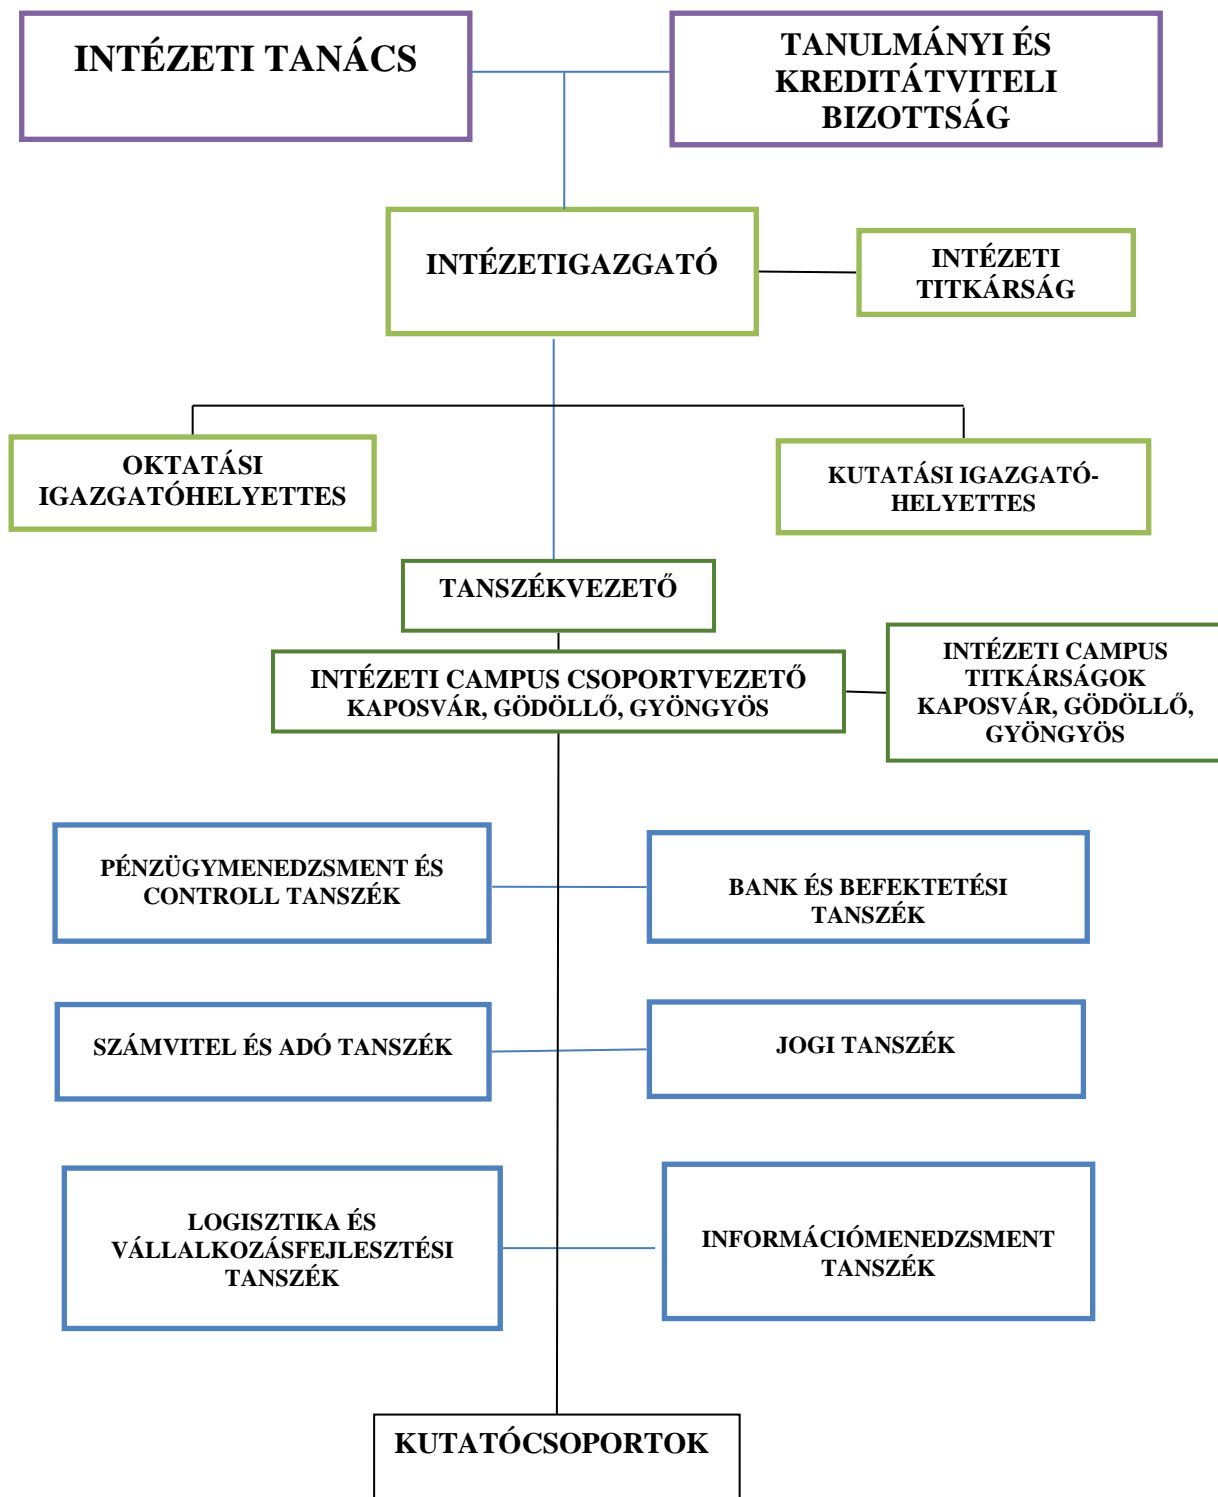 INTÉZETI TANÁCS
TANULMÁNYI ÉS
KREDITÁTVITELI
BIZOTTSÁG
INTÉZETIGAZGATÓ
INTÉZETI
TITKÁRSÁG
OKTATÁSI
IGAZGATÓHELYETTES
KUTATÁSI IGAZGATÓ-
HELYETTES
TANSZÉKVEZETŐ
INTÉZETI CAMPUS CSOPORTVEZETŐ
KAPOSVÁR, GÖDÖLLŐ, GYÖNGYÖS
INTÉZETI CAMPUS
TITKÁRSÁGOK
KAPOSVÁR, GÖDÖLLŐ,
GYÖNGYÖS
PÉNZÜGYMENEDZSMENT ÉS
CONTROLL TANSZÉK
BANK ÉS BEFEKTETÉSI
TANSZÉK
SZÁMVITEL ÉS ADÓ TANSZÉK
JOGI TANSZÉK
LOGISZTIKA ÉS
VÁLLALKOZÁSFEJLESZTÉSI
TANSZÉK
INFORMÁCIÓMENEDZSMENT
TANSZÉK
KUTATÓCSOPORTOK